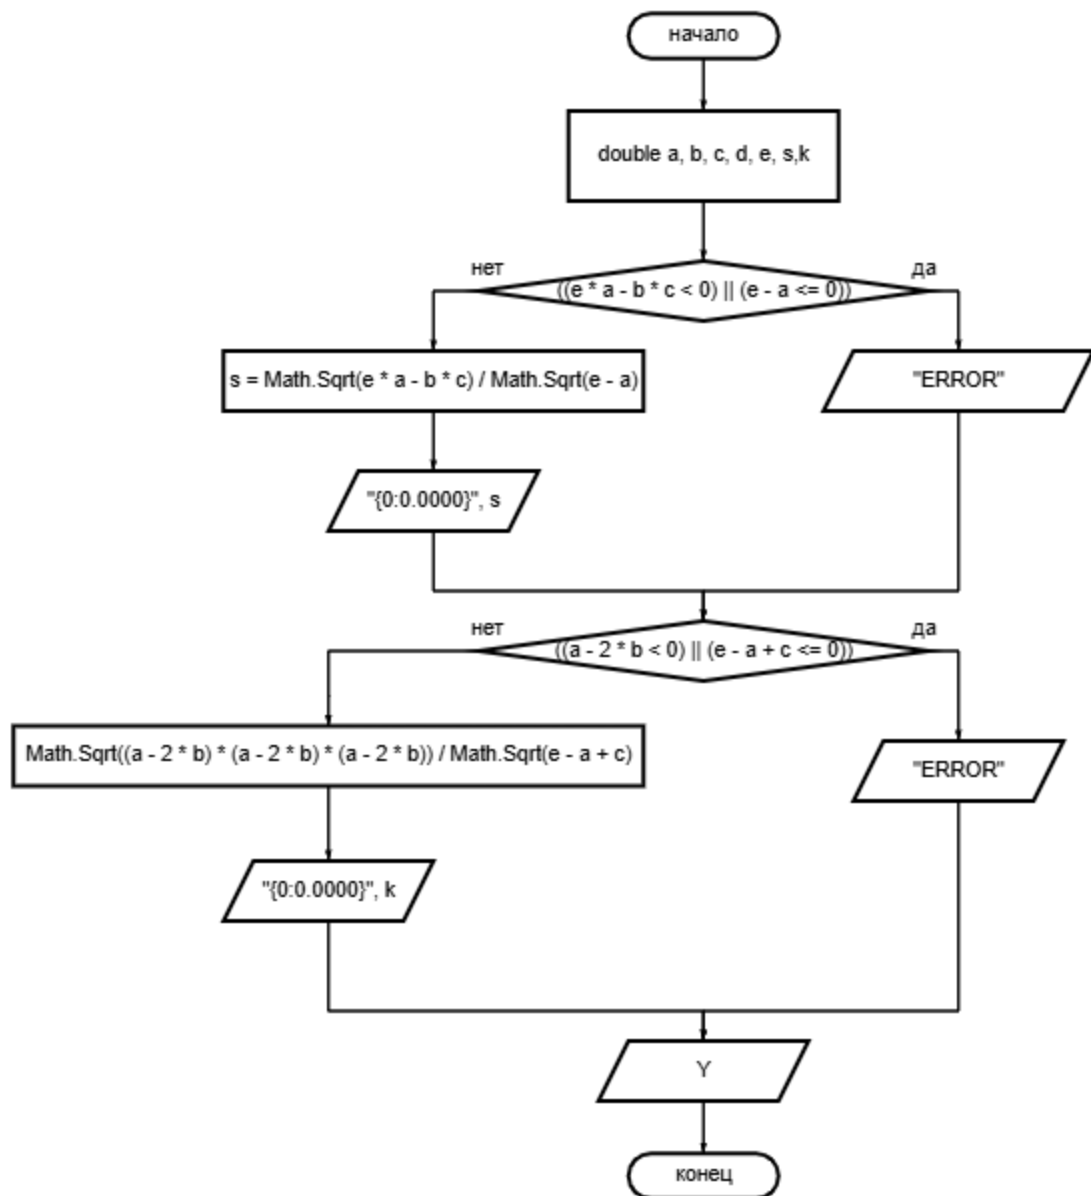 начало
double a, b, c, d, e, s,k
нет
да
((e * a - b * c < 0) || (e - a <= 0))
s = Math.Sqrt(e * a - b * c) / Math.Sqrt(e - a)
"ERROR"
"{0:0.0000}", s
нет
да
((a - 2 * b < 0) || (e - a + c <= 0))
Math.Sqrt((a - 2 * b) * (a - 2 * b) * (a - 2 * b)) / Math.Sqrt(e - a + c)
"ERROR"
"{0:0.0000}", k
Y
конец